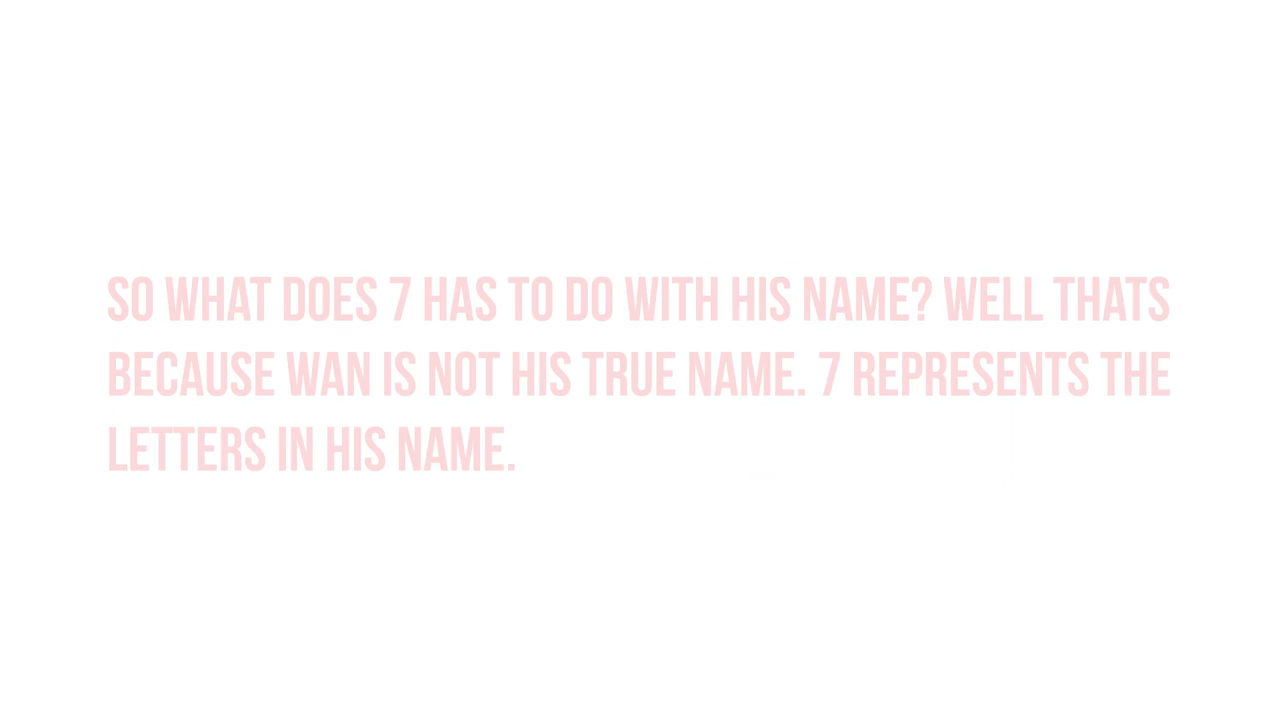 SO WHAT DOES 7 HAS TO DO WITH HIS NAME? WELL THATS
BECAUSE WAN IS NOT HIS TRUE NAME. 7 REPRESENTS THE
LETTERS IN HIS NAME.